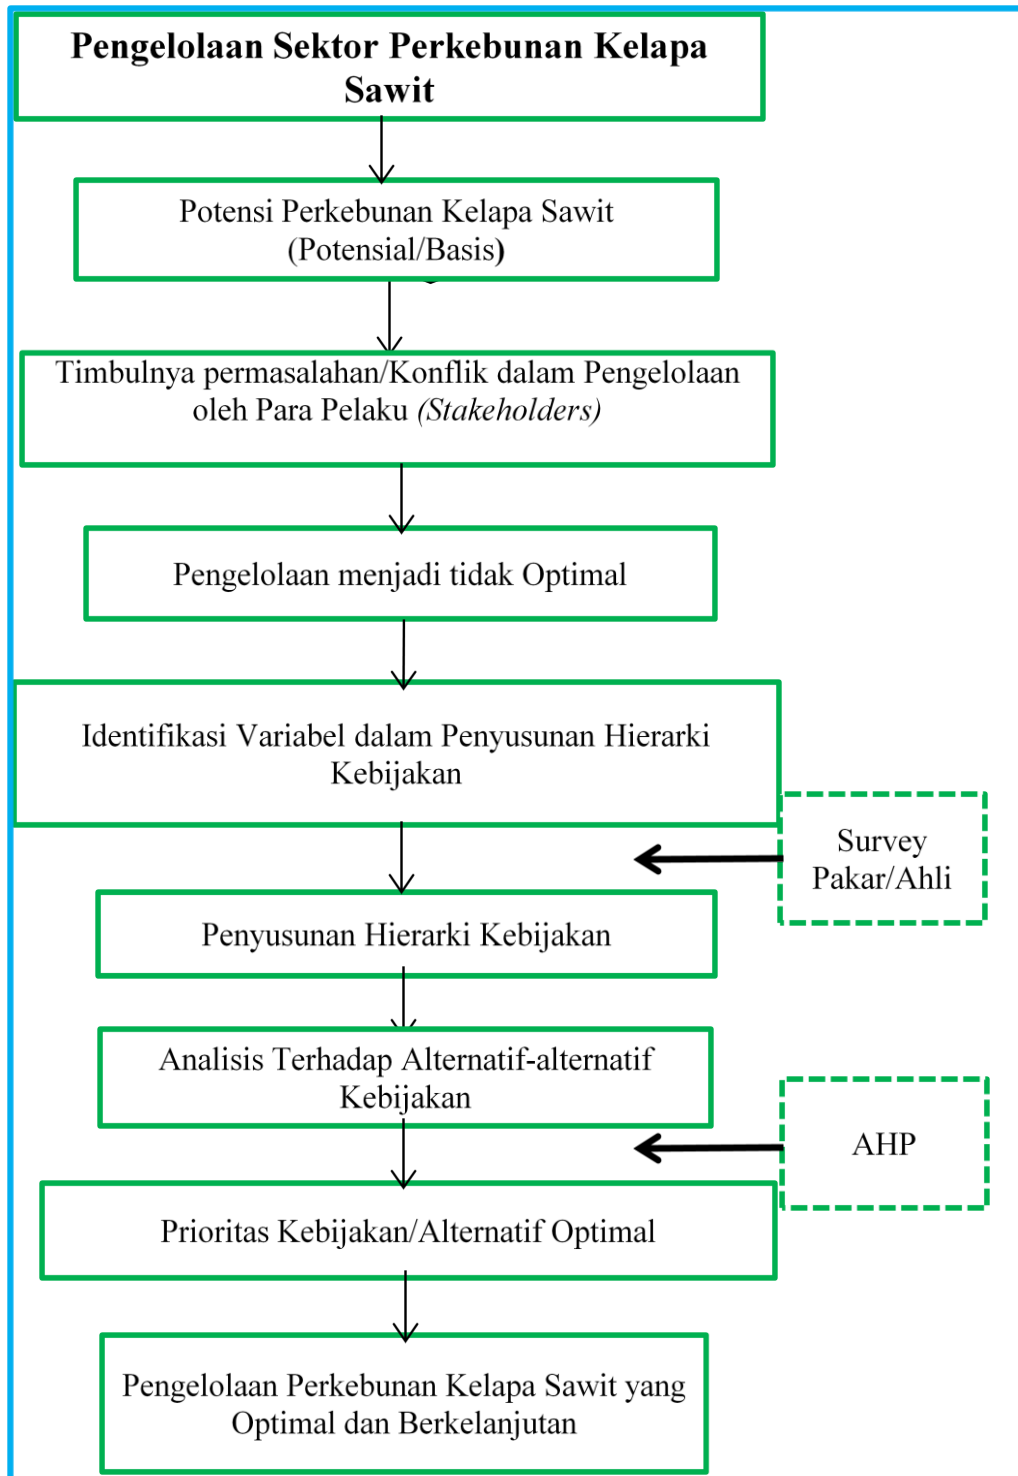 Pengelolaan Sektor Perkebunan Kelapa
Sawit
Potensi Perkebunan Kelapa Sawit
(Potensial/Basis)
Timbulnya permasalahan/Konflik dalam Pengelolaan
oleh Para Pelaku (Stakeholders)
Pengelolaan menjadi tidak Optimal
Identifikasi Variabel dalam Penyusunan Hierarki
Kebijakan
Survey
Pakar/Ahli
Penyusunan Hierarki Kebijakan
Analisis Terhadap Alternatif-alternatif
Kebijakan
AHP
Prioritas Kebijakan/Alternatif Optimal
Pengelolaan Perkebunan Kelapa Sawit yang
Optimal dan Berkelanjutan